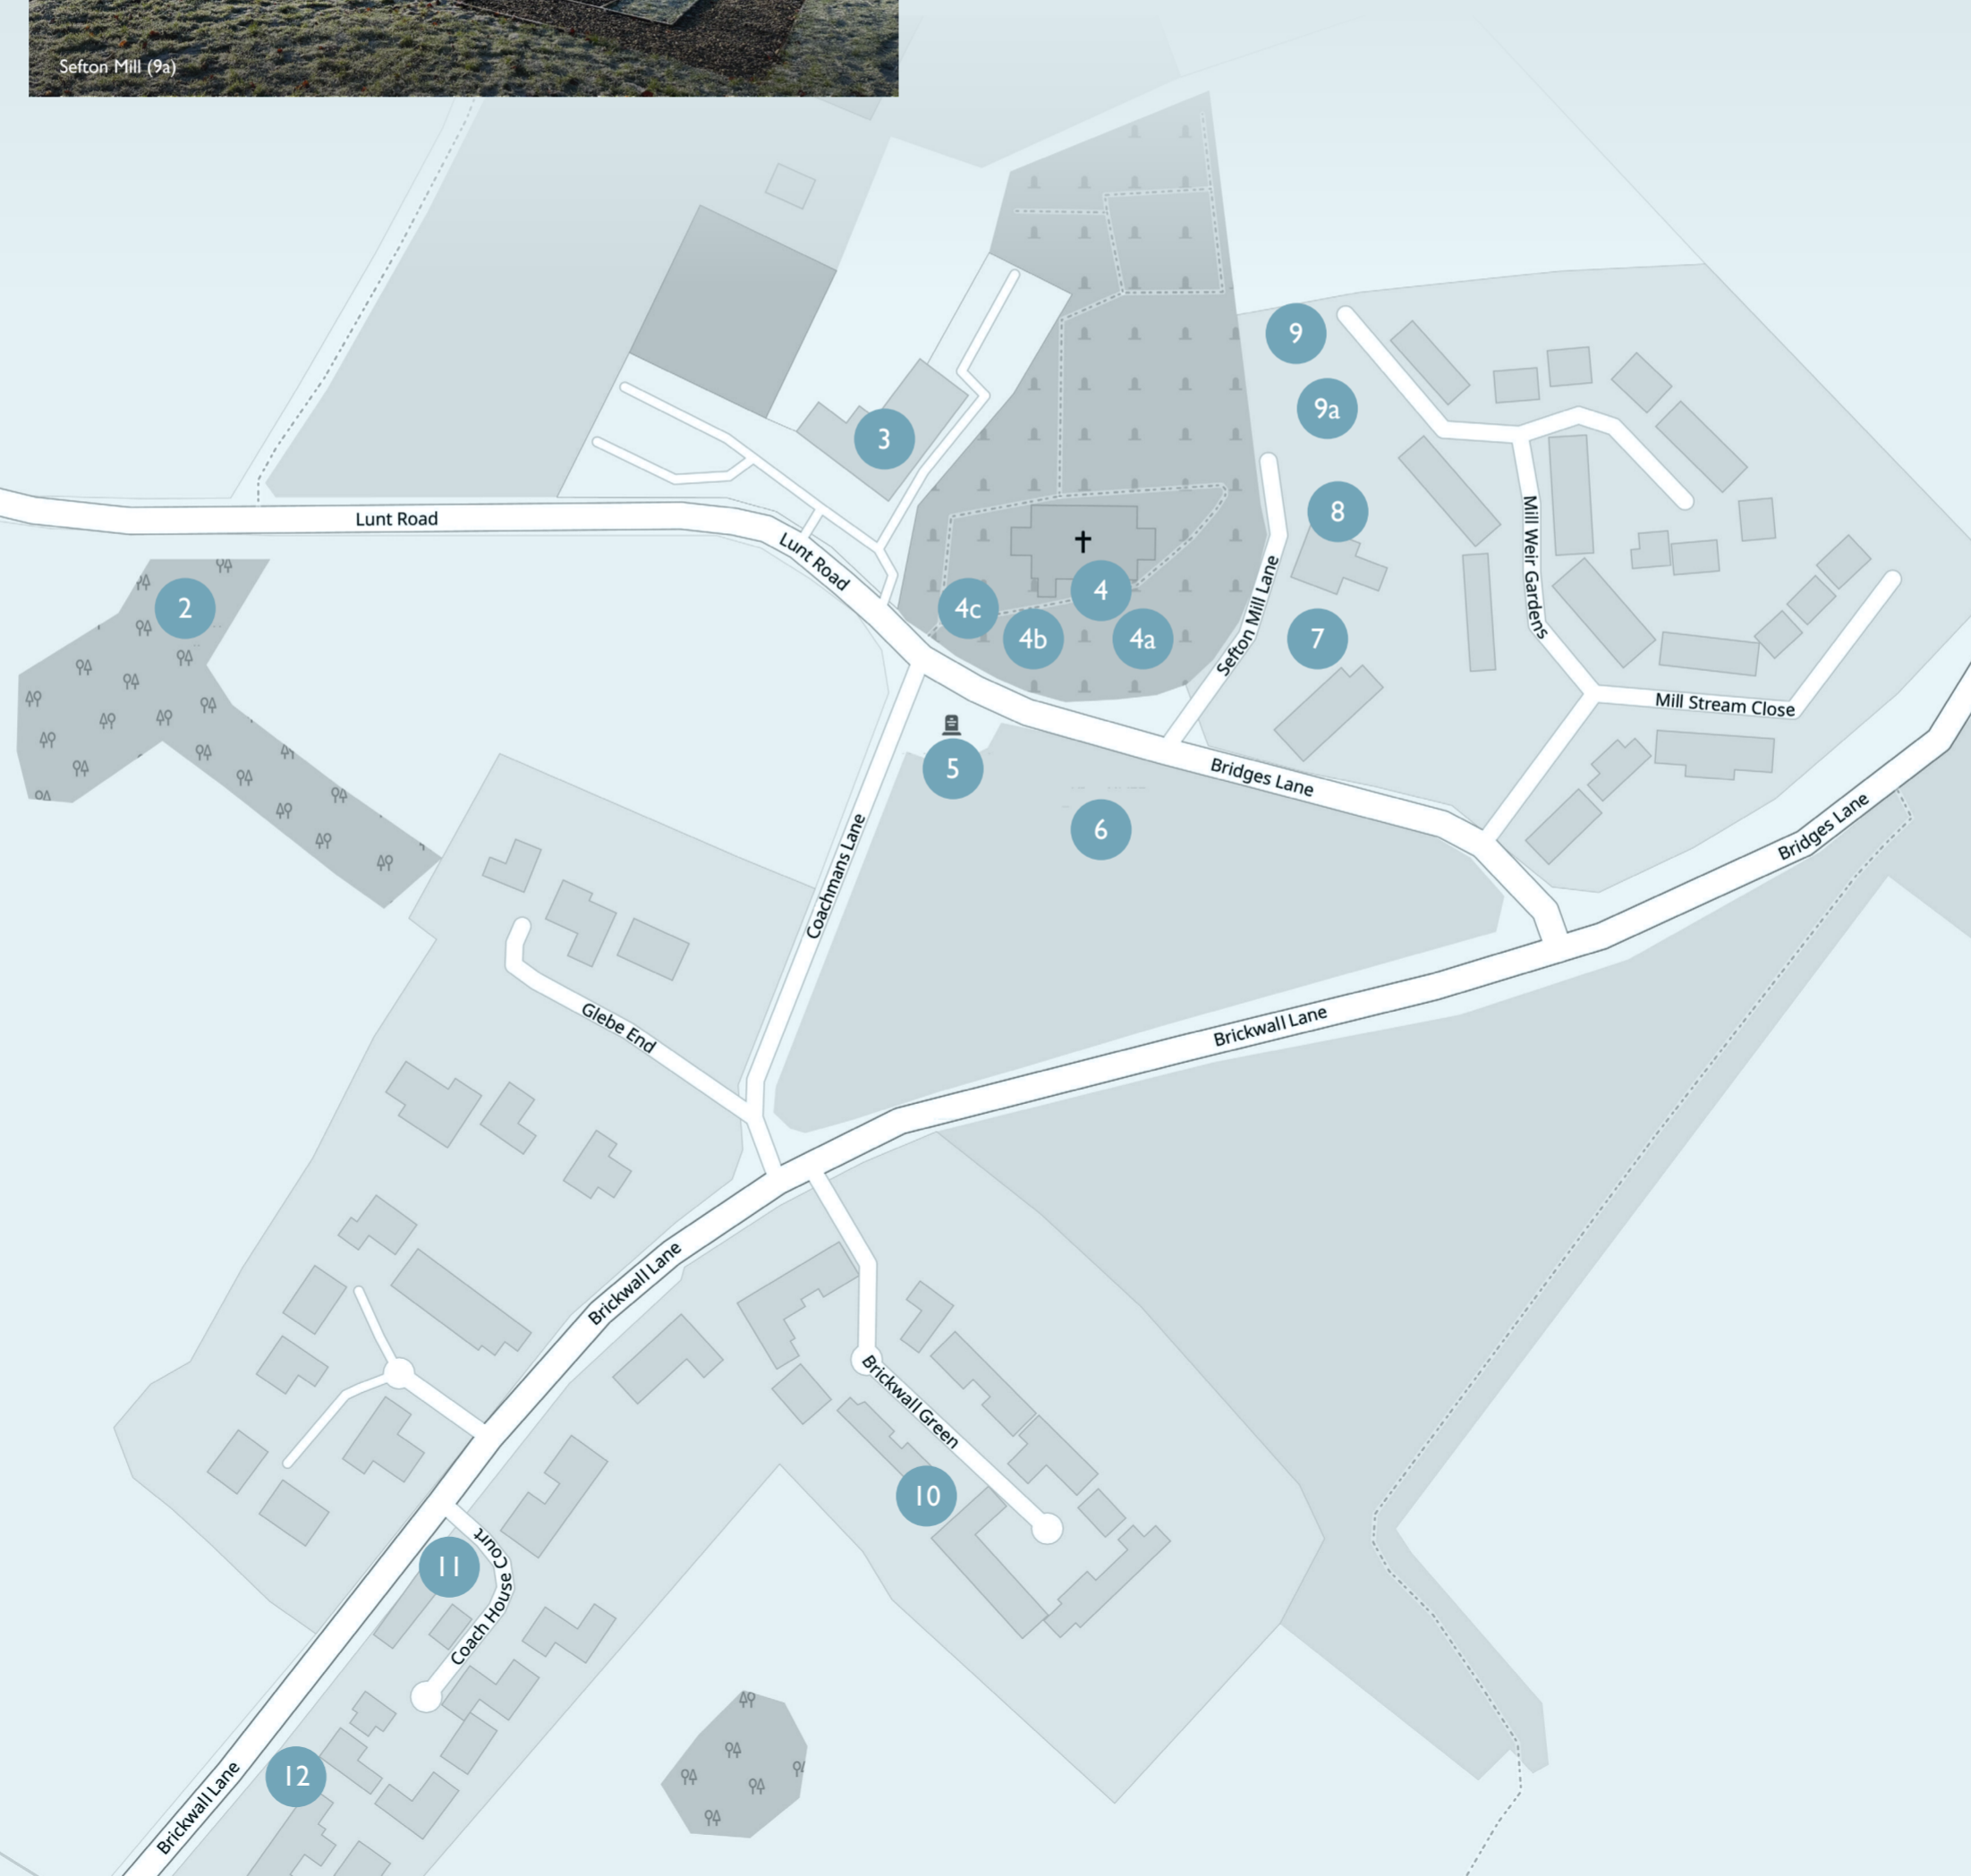 Sefton Mill (9a)
9
9a
3
8
Lunt Road
Lunt Road
Mill Weir Gardens
2
4c
4
4b
4a
Sefton Mill Lane
7
Mill Stream Close
5
Bridges Lane
6
Bridges Lane
Coachmans Lane
Glebe End
Brickwall Lane
Brickwall Lane
Brickwall Green
10
11
Coach House Court
12
Brickwall Lane